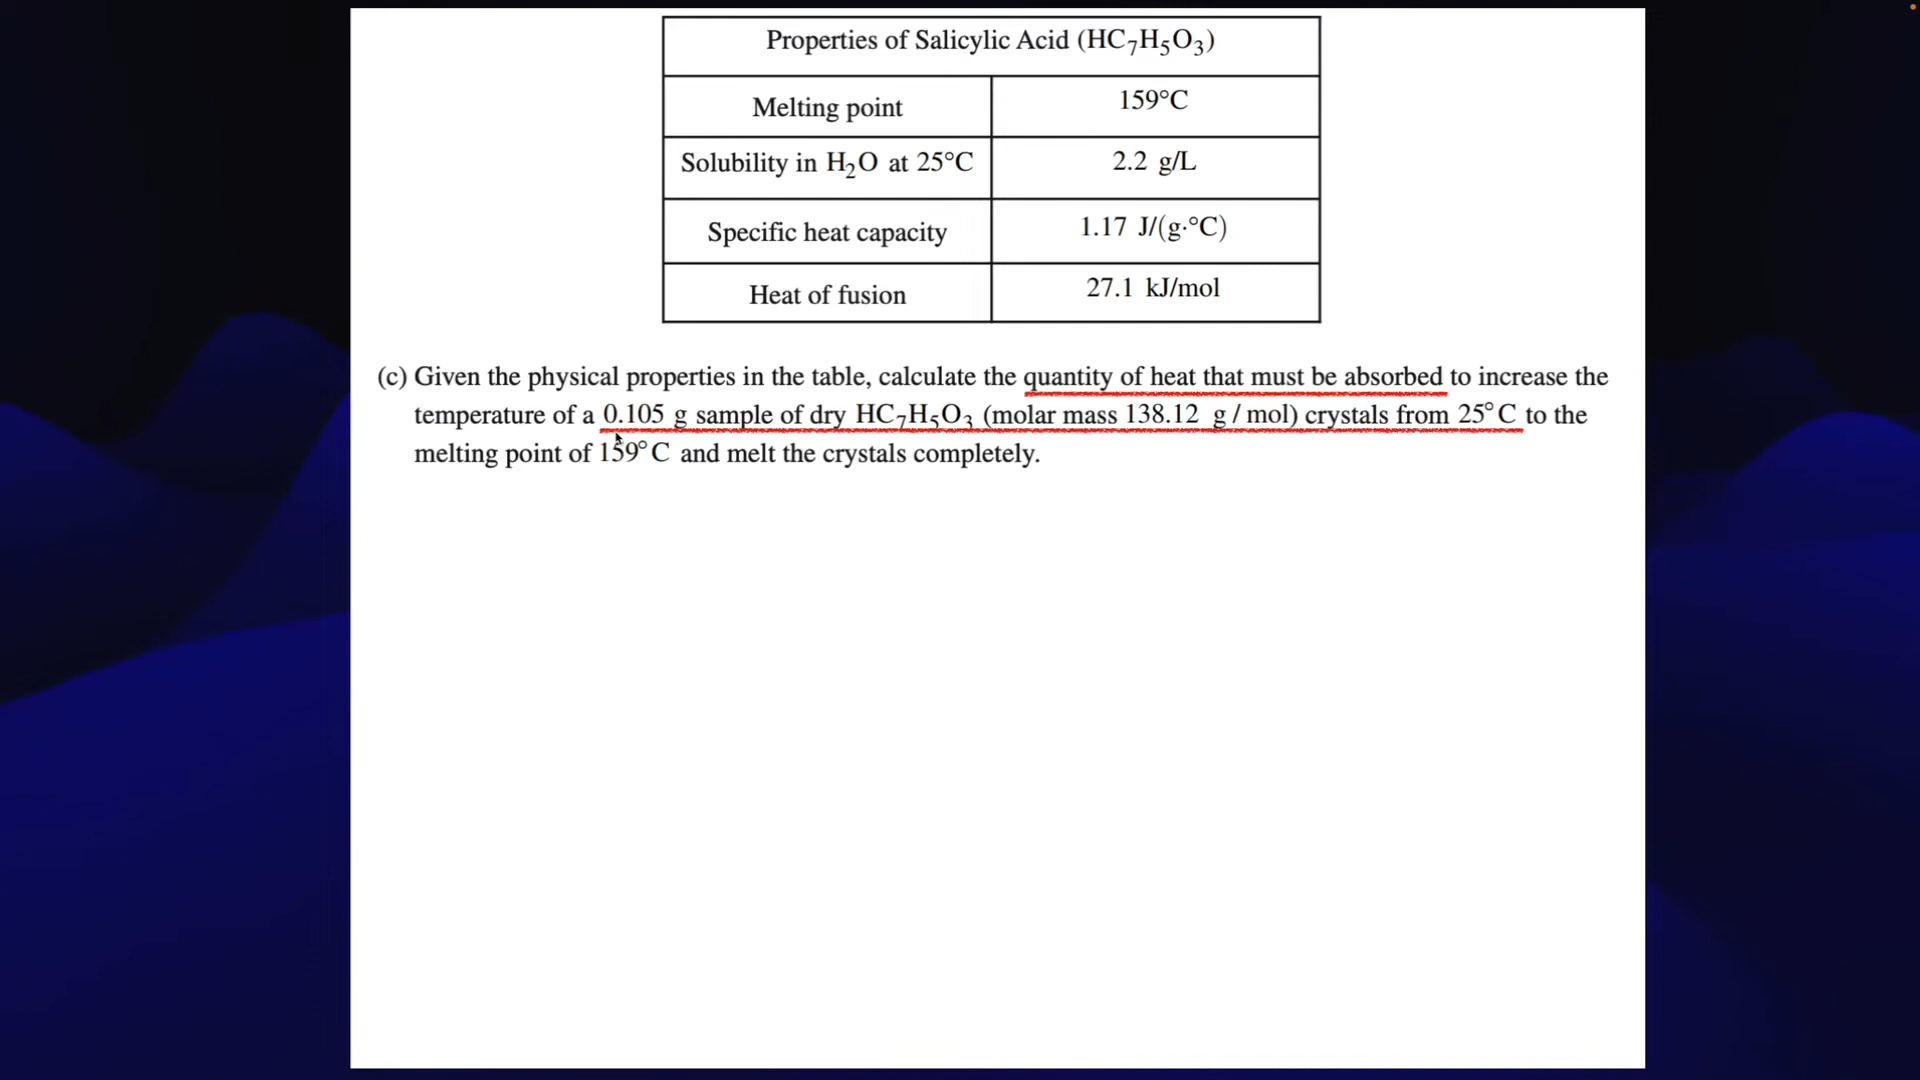 Properties of Salicylic Acid (HC₇H₅O₃)
Melting point 159°C
Solubility in H₂O at 25°C 2.2 g/L
Specific heat capacity 1.17 J/(g·°C)
Heat of fusion 27.1 kJ/mol
(c) Given the physical properties in the table, calculate the quantity of heat that must be absorbed to increase the
temperature of a 0.105 g sample of dry HC₇H₅O₃ (molar mass 138.12 g / mol) crystals from 25°C to the
melting point of 159°C and melt the crystals completely.